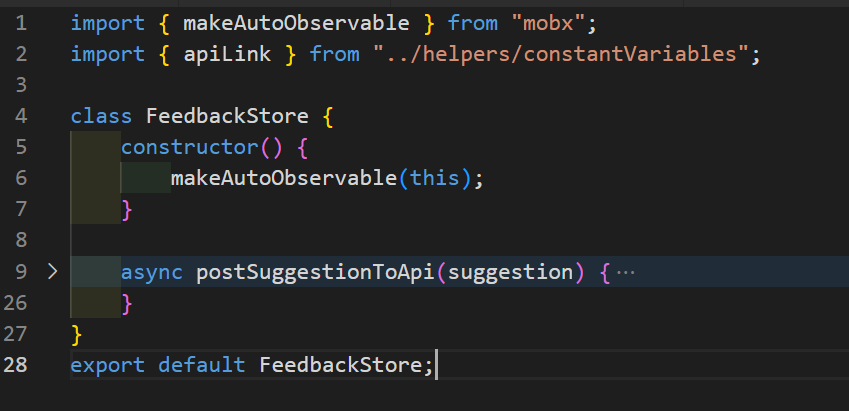 1 import { makeAutoObservable } from "mobx";
2 import { apiLink } from "../helpers/constantVariables";
3
4 class FeedbackStore {
5 constructor() {
6 makeAutoObservable(this);
7 }
8
9 > async postSuggestionToApi(suggestion) { ···
26 }
27 }
28 export default FeedbackStore;